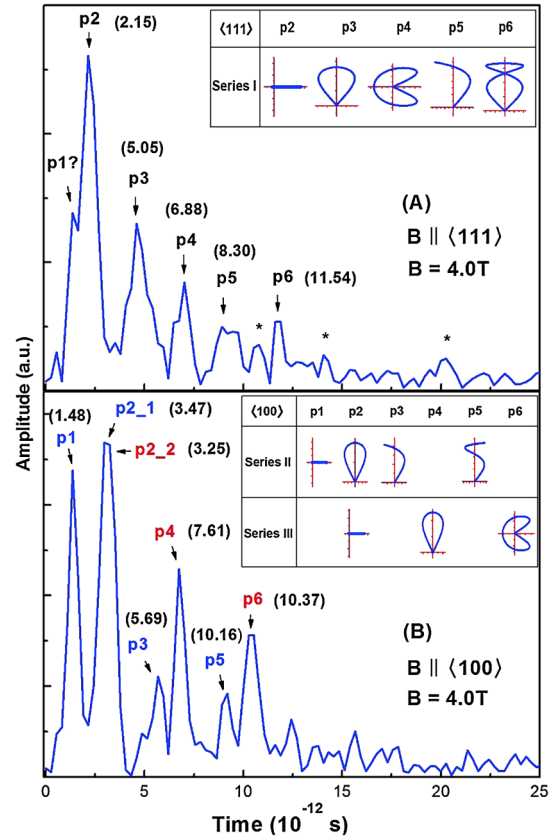 p2 (2.15)
⟨111⟩ p2 p3 p4 p5 p6
Series I
(5.05)
p1?
p3
(6.88)
p4
(8.30)
p5
p6 (11.54)
(A)
B || ⟨111⟩
B = 4.0T
* * *
Amplitude (a.u.)
(1.48)
p1
p2_1 (3.47)
p2_2 (3.25)
⟨100⟩ p1 p2 p3 p4 p5 p6
Series II
Series III
p4 (7.61)
(5.69)
p3
(10.16)
p5
p6 (10.37)
(B)
B || ⟨100⟩
B = 4.0T
0 5 10 15 20 25
Time (10⁻¹² s)